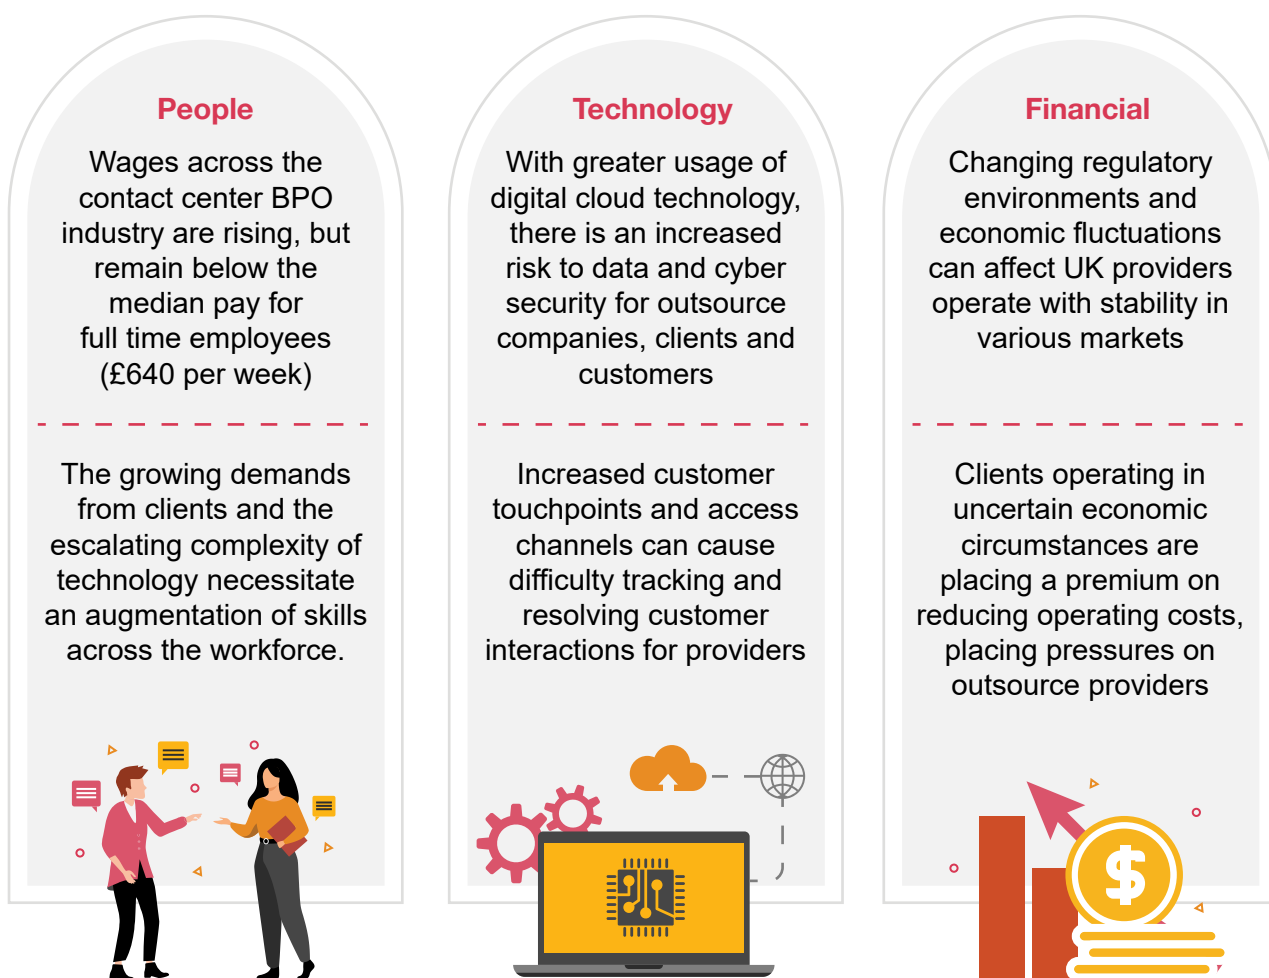 People
Wages across the
contact center BPO
industry are rising, but
remain below the
median pay for
full time employees
(£640 per week)
The growing demands
from clients and the
escalating complexity of
technology necessitate
an augmentation of skills
across the workforce.
Technology
With greater usage of
digital cloud technology,
there is an increased
risk to data and cyber
security for outsource
companies, clients and
customers
Increased customer
touchpoints and access
channels can cause
difficulty tracking and
resolving customer
interactions for providers
Financial
Changing regulatory
environments and
economic fluctuations
can affect UK providers
operate with stability in
various markets
Clients operating in
uncertain economic
circumstances are
placing a premium on
reducing operating costs,
placing pressures on
outsource providers
$